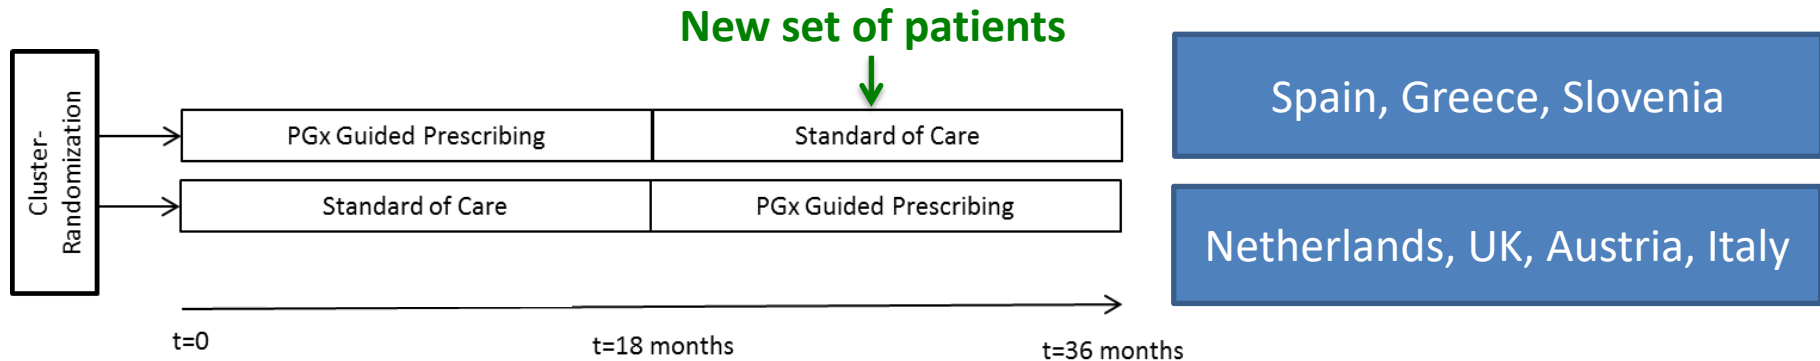 New set of patients
Cluster-
Randomization
PGx Guided Prescribing
Standard of Care
Spain, Greece, Slovenia
Standard of Care
PGx Guided Prescribing
Netherlands, UK, Austria, Italy
t=0
t=18 months
t=36 months